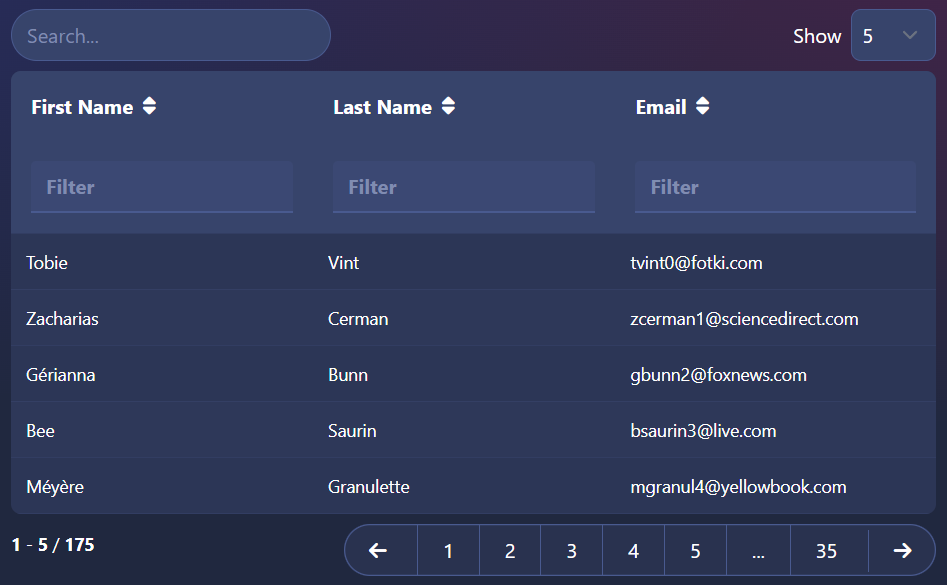 Search...
Show 5
First Name Last Name Email
Filter Filter Filter
Tobie Vint tvint0@fotki.com
Zacharias Cerman zcerman1@sciencedirect.com
Gérianna Bunn gbunn2@foxnews.com
Bee Saurin bsaurin3@live.com
Méyère Granulette mgranul4@yellowbook.com
1 - 5 / 175 1 2 3 4 5 ... 35